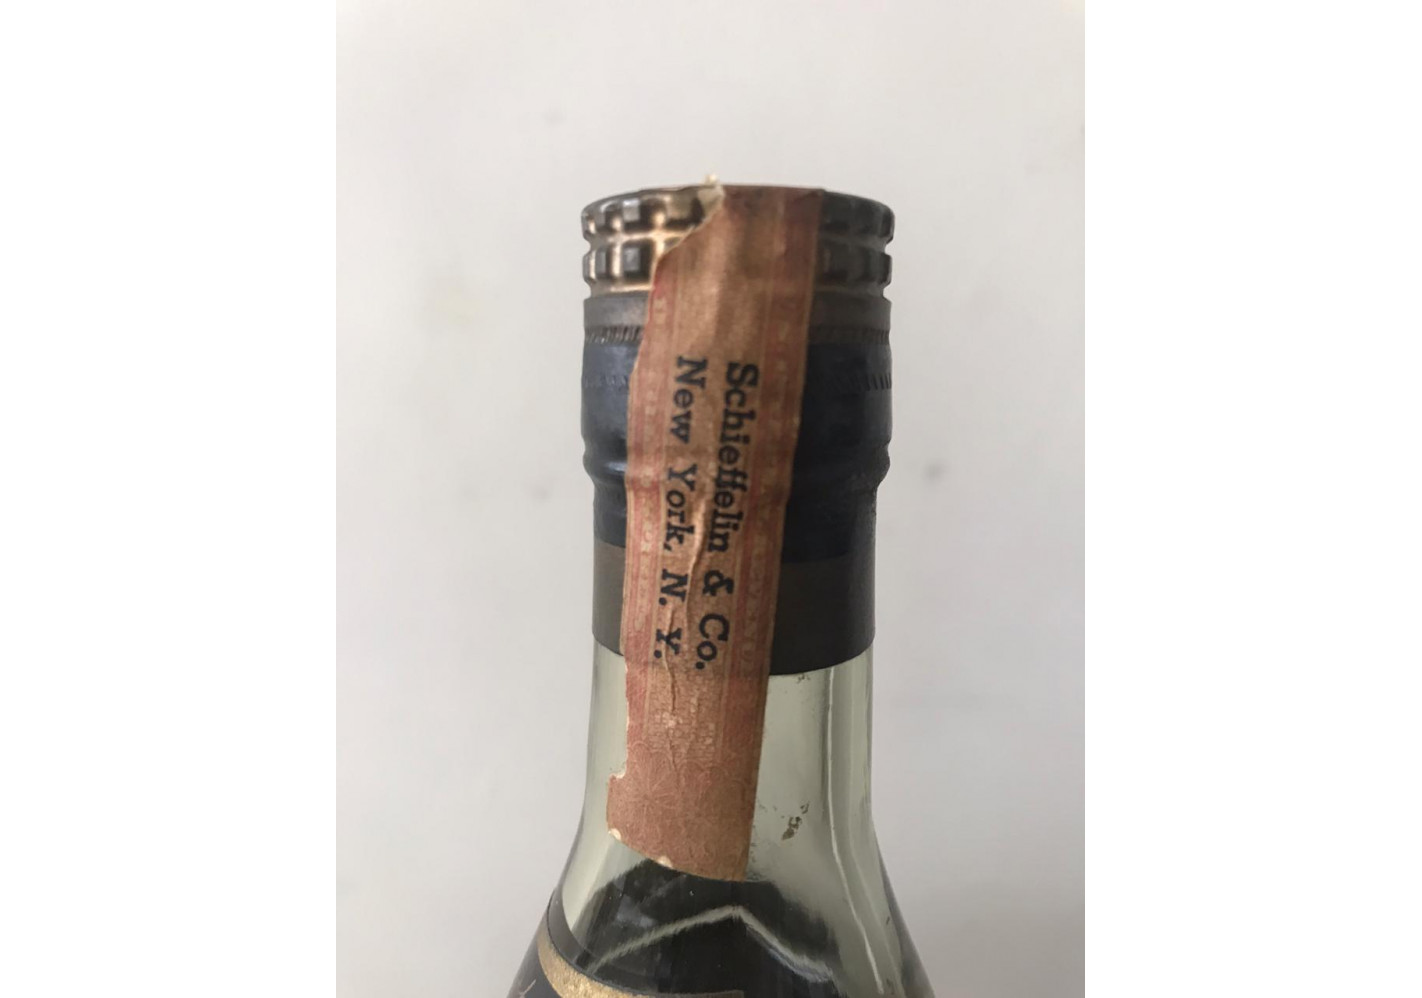 Schieffelin & Co.
New York, N. Y.